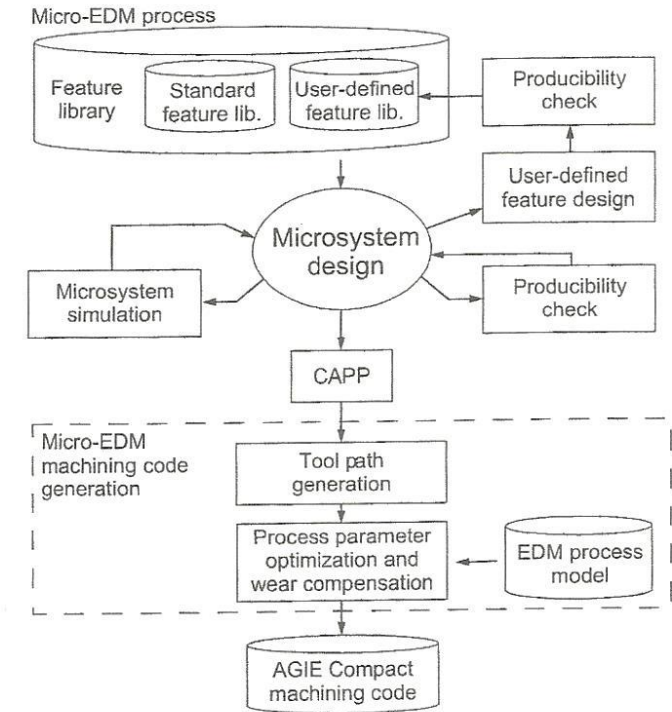 Micro-EDM process
Feature
library
Standard
feature lib.
User-defined
feature lib.
Producibility
check
User-defined
feature design
Microsystem
design
Microsystem
simulation
Producibility
check
CAPP
Micro-EDM
machining code
generation
Tool path
generation
Process parameter
optimization and
wear compensation
EDM process
model
AGIE Compact
machining code